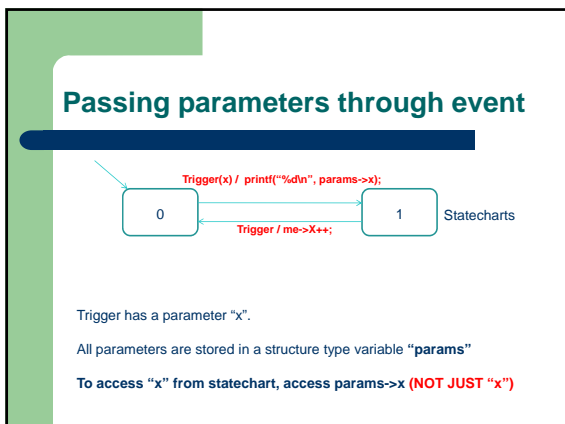 Passing parameters through event
Trigger(x) / printf(“%d\n”, params->x);
0
1
Statecharts
Trigger / me->X++;
Trigger has a parameter “x”.
All parameters are stored in a structure type variable “params”
To access “x” from statechart, access params->x (NOT JUST “x”)